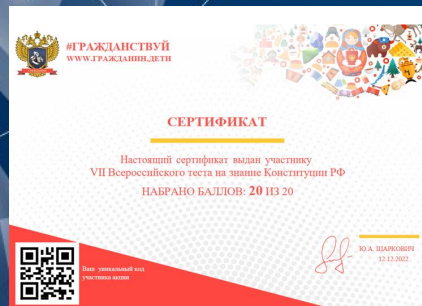 #ГРАЖДАНСТВУЙ
WWW.ГРАЖДАНИН.ДЕТИ
СЕРТИФИКАТ
Настоящий сертификат выдан участнику
VII Всероссийского теста на знание Конституции РФ
НАБРАНО БАЛЛОВ: 20 ИЗ 20
Ваш уникальный код
участника акции
Ю.А. ШАРКОВИЧ
12.12.2022